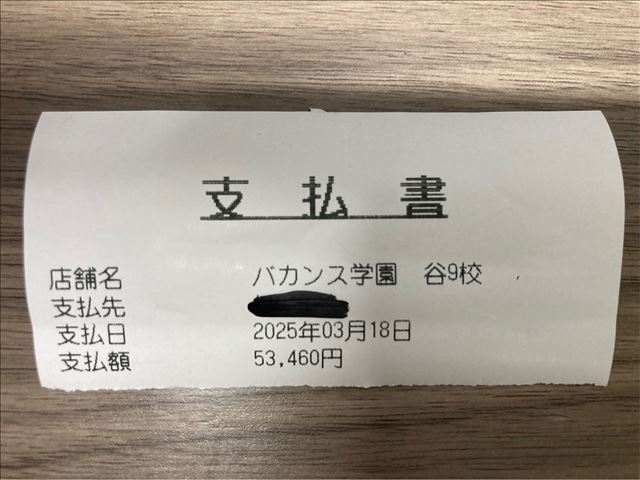 支払書
店舗名 バカンス学園 谷9校
支払先
支払日 2025年03月18日
支払額 53,460円